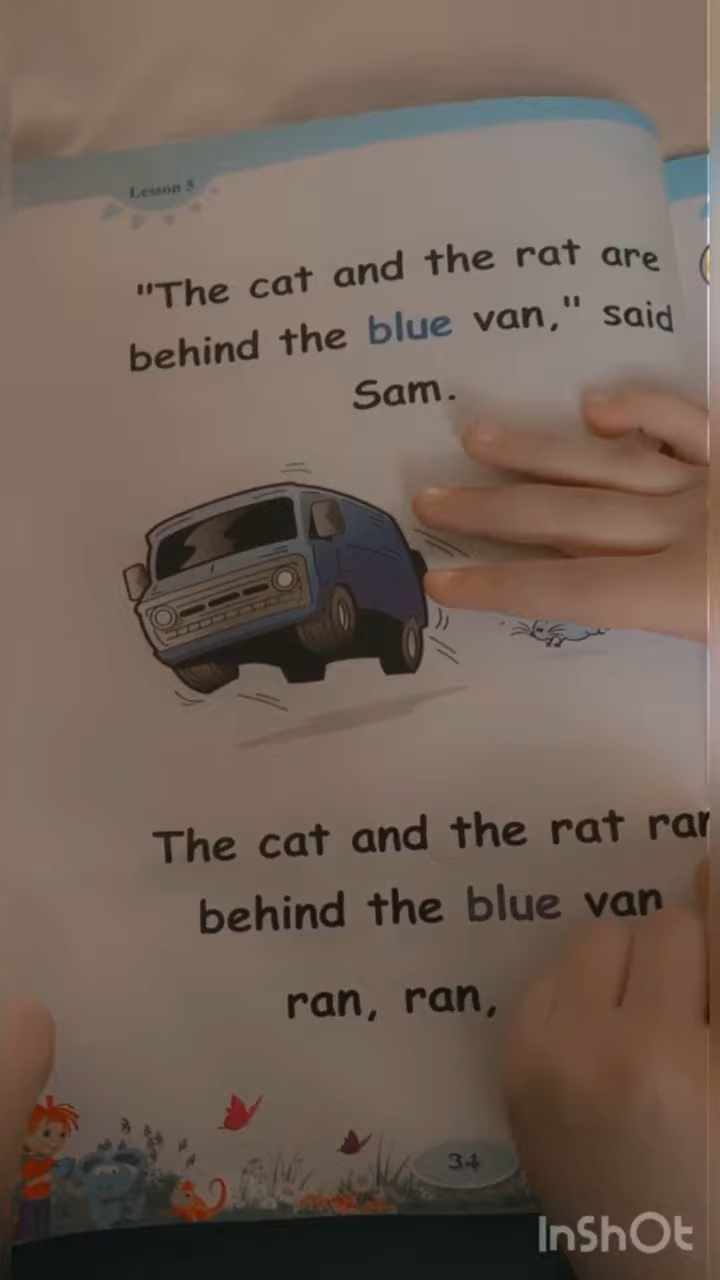 Lesson 5
"The cat and the rat are
behind the blue van," said
Sam.
The cat and the rat
behind the blue van
ran, ran,
34
InShOt